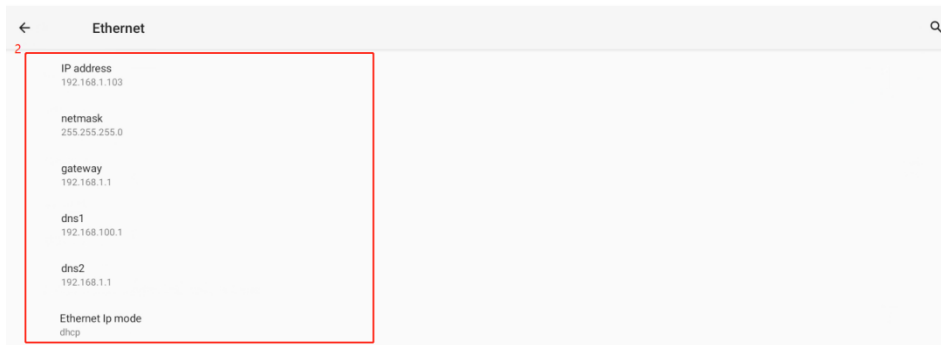 Ethernet
2
IP address
192.168.1.103
netmask
255.255.255.0
gateway
192.168.1.1
dns1
192.168.100.1
dns2
192.168.1.1
Ethernet Ip mode
dhcp